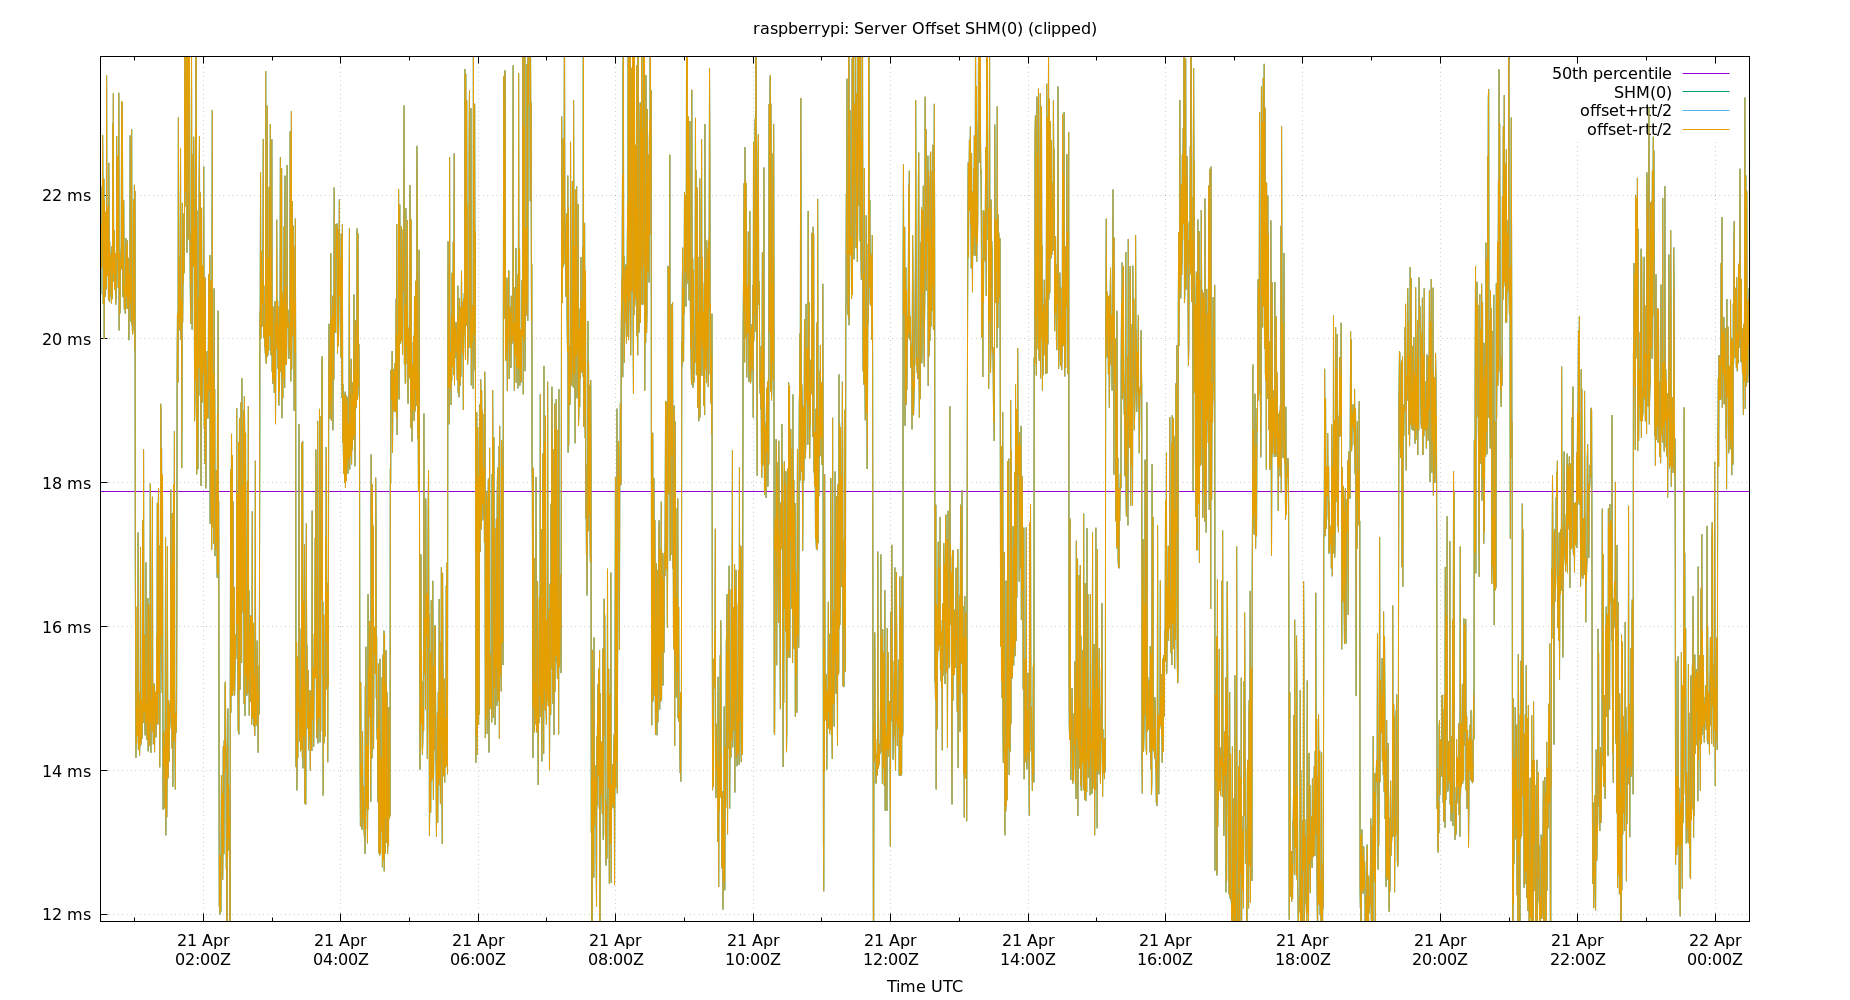 raspberrypi: Server Offset SHM(0) (clipped)
50th percentile
SHM(0)
offset+rtt/2
offset-rtt/2
22 ms
20 ms
18 ms
16 ms
14 ms
12 ms
21 Apr 21 Apr 21 Apr 21 Apr 21 Apr 21 Apr 21 Apr 21 Apr 21 Apr 21 Apr 21 Apr 22 Apr
02:00Z 04:00Z 06:00Z 08:00Z 10:00Z 12:00Z 14:00Z 16:00Z 18:00Z 20:00Z 22:00Z 00:00Z
Time UTC